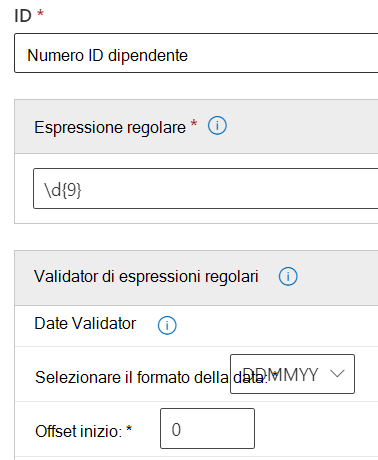 ID *
Numero ID dipendente
Espressione regolare *
\d{9}
Validator di espressioni regolari
Date Validator
Selezionare il formato della data: * DDMMYY
Offset inizio: * 0